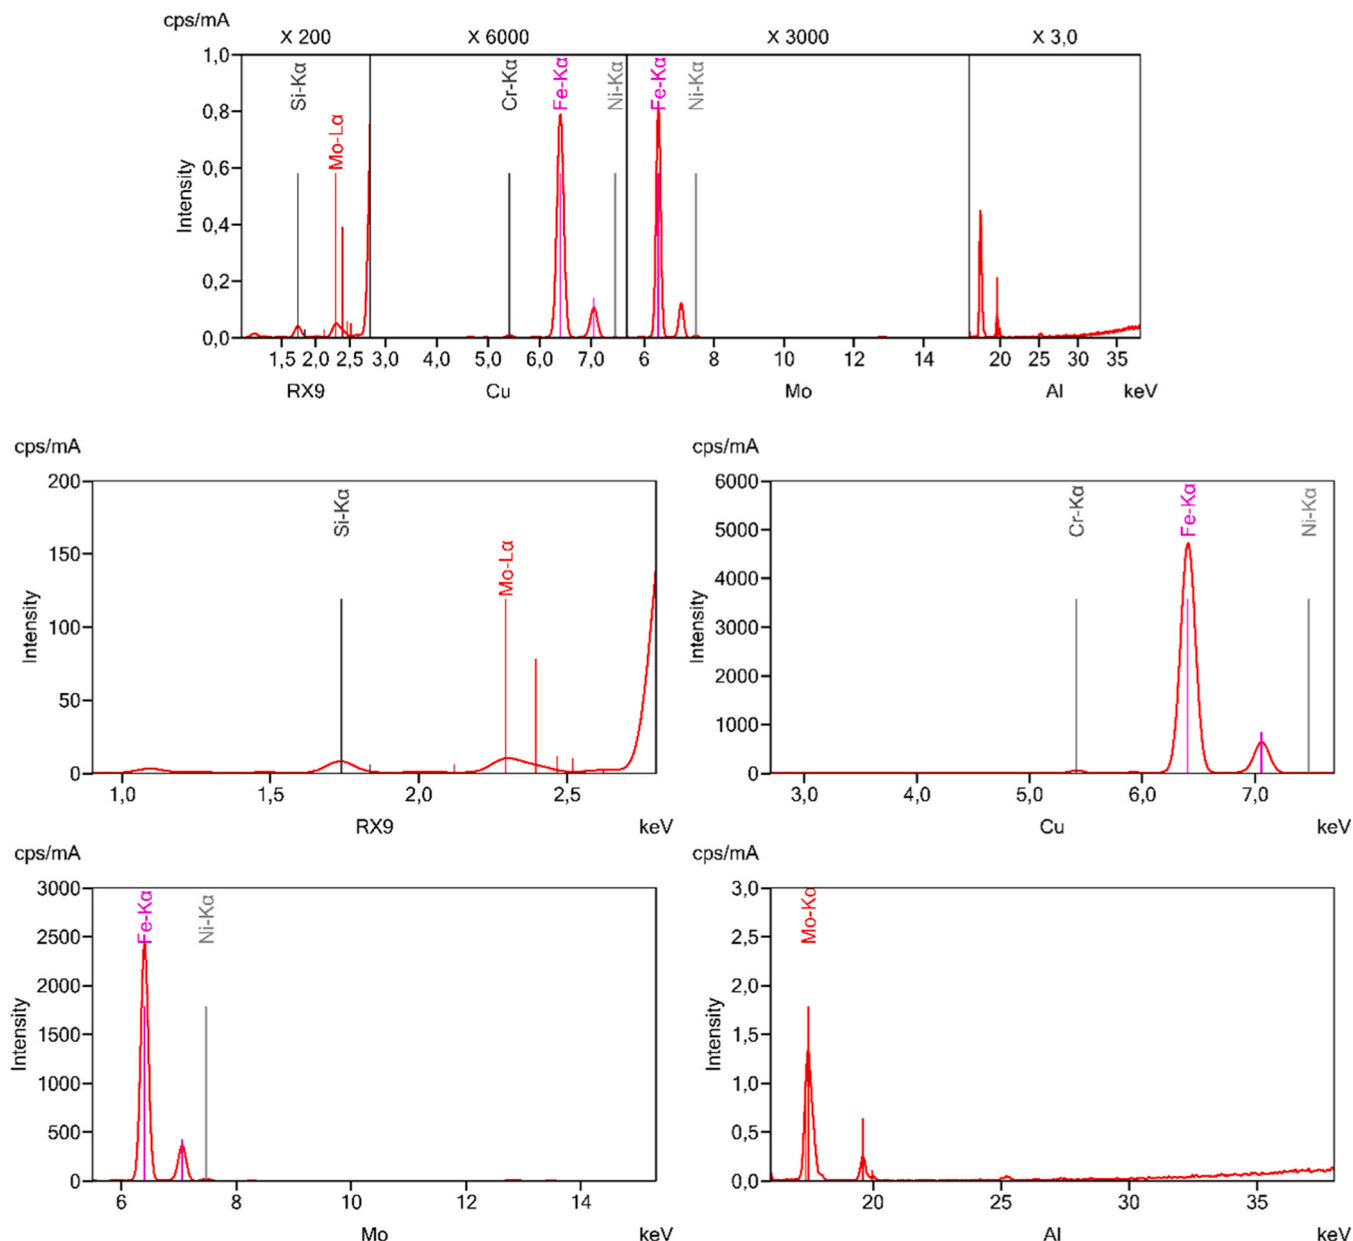 cps/mA
X 200 X 6000 X 3000 X 3,0
Si-Kα Mo-Lα Cr-Kα Fe-Kα Ni-Kα Fe-Kα Ni-Kα
Intensity
1,0
0,8
0,6
0,4
0,2
0,0
1,5 2,0 2,5 3,0 4,0 5,0 6,0 7,0 6 8 10 12 14 20 25 30 35
RX9 Cu Mo Al keV
cps/mA
Si-Kα Mo-Lα
Intensity
200
150
100
50
0
1,0 1,5 2,0 2,5
RX9 keV
cps/mA
Cr-Kα Fe-Kα Ni-Kα
Intensity
6000
5000
4000
3000
2000
1000
0
3,0 4,0 5,0 6,0 7,0
Cu keV
cps/mA
Fe-Kα Ni-Kα
Intensity
3000
2500
2000
1500
1000
500
0
6 8 10 12 14
Mo keV
cps/mA
Mo-Kα
Intensity
3,0
2,5
2,0
1,5
1,0
0,5
0,0
20 25 30 35
Al keV